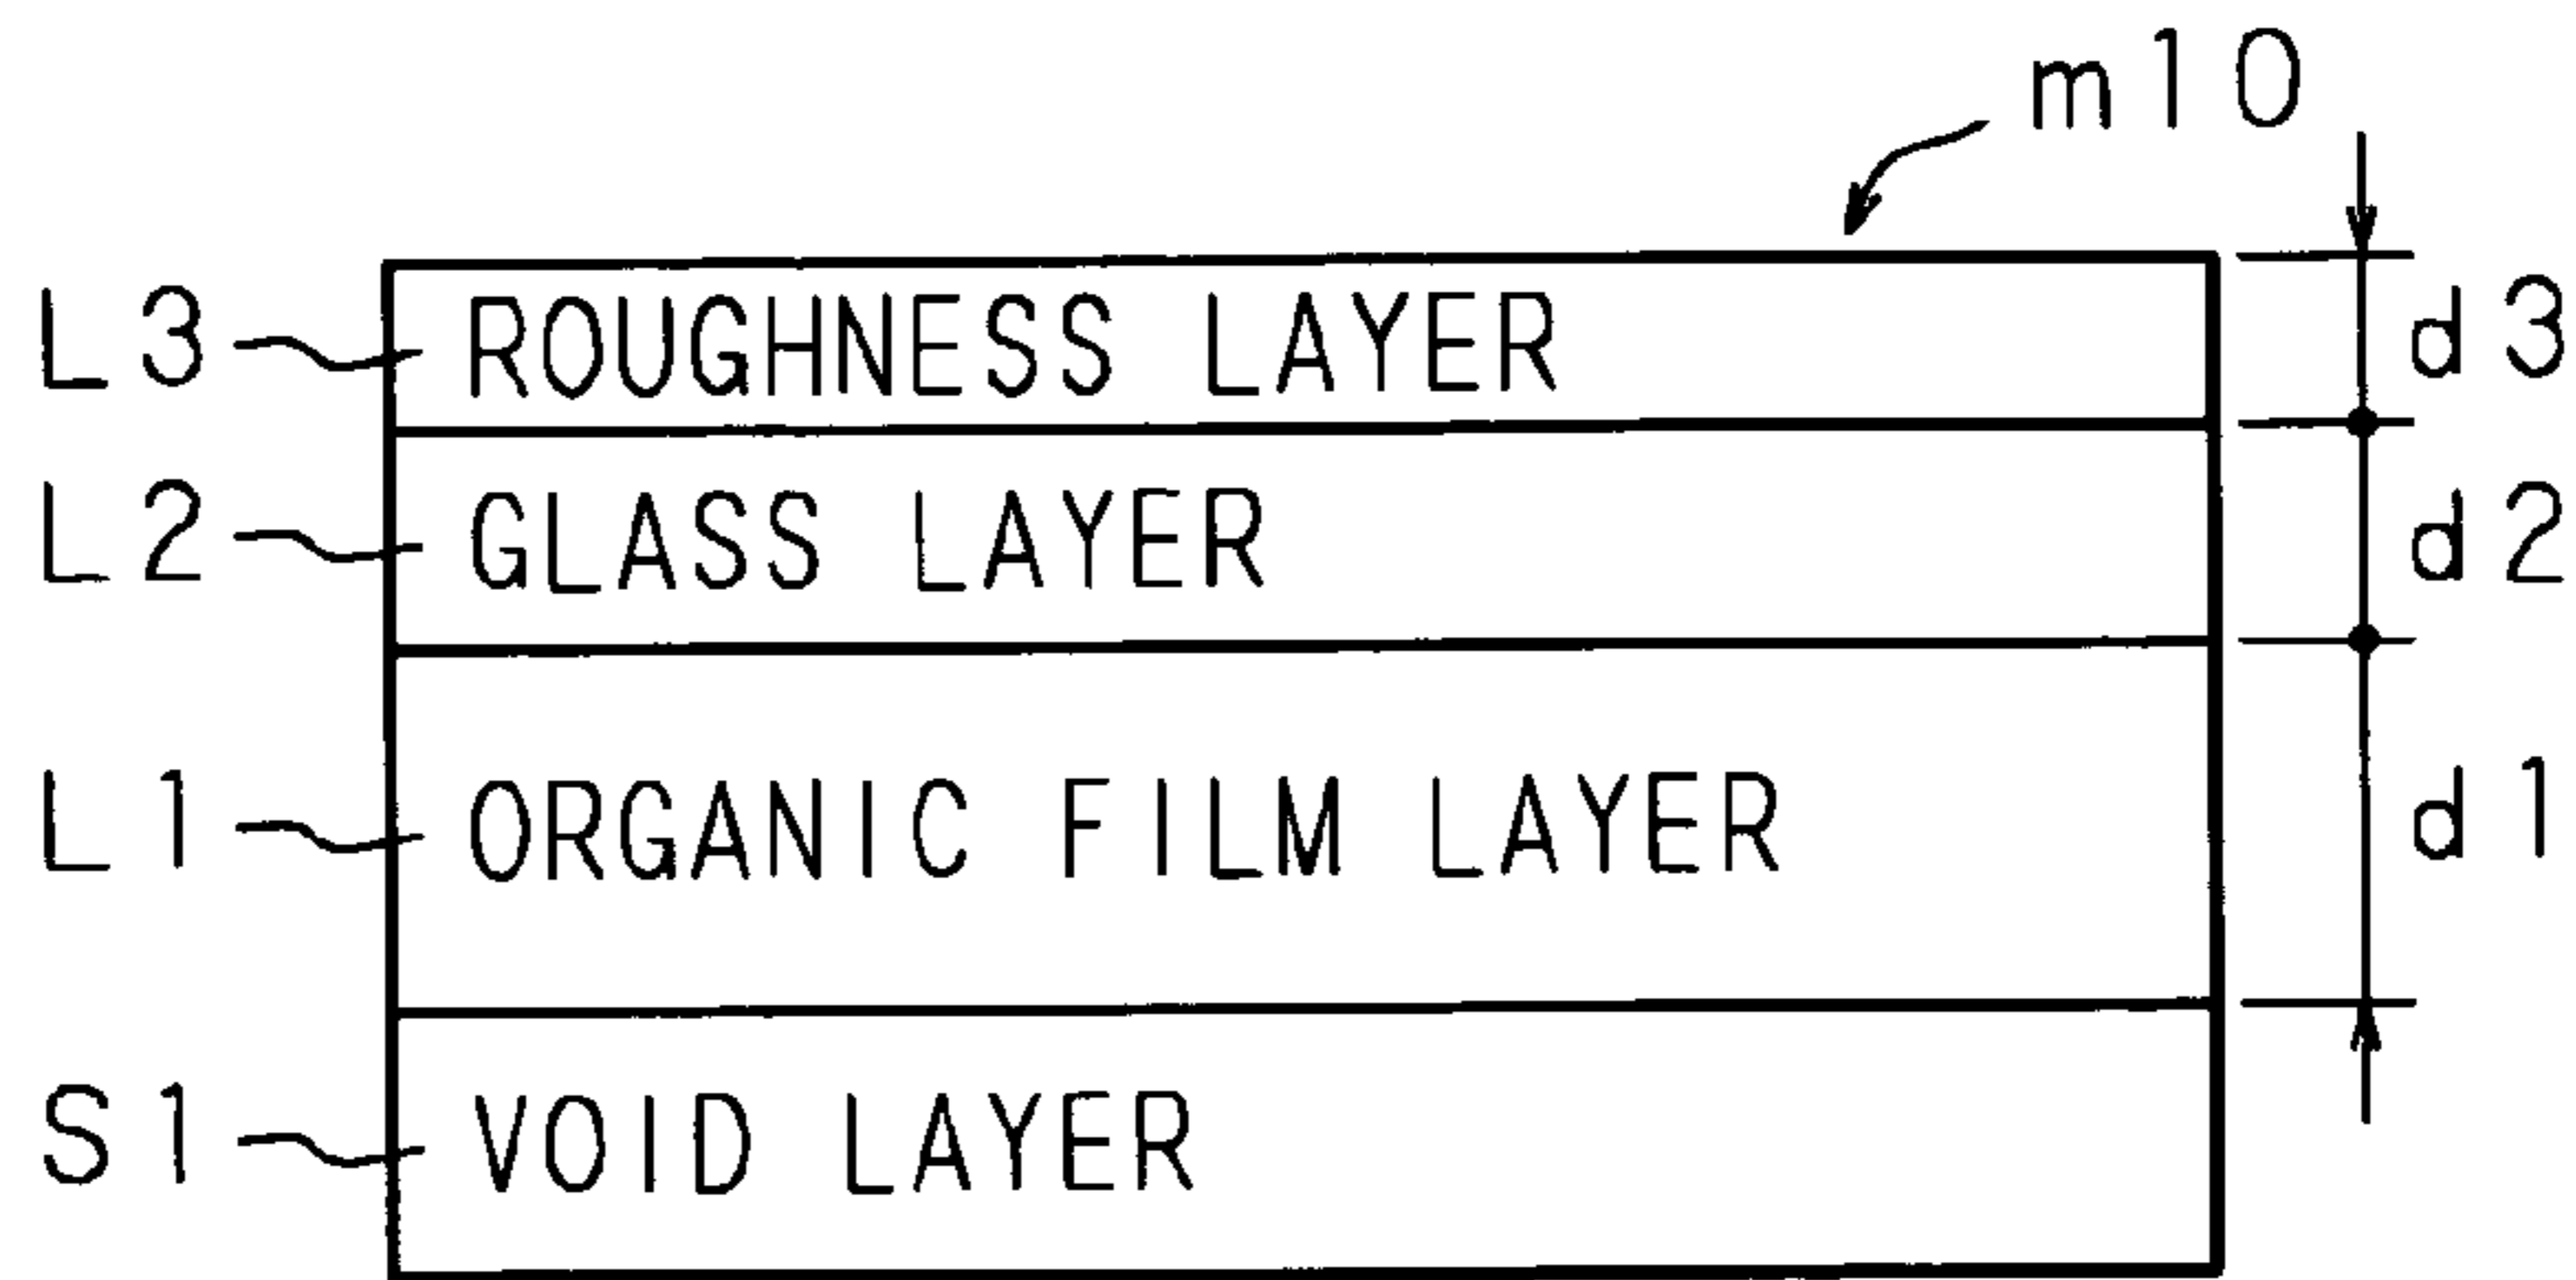 m10
L3 ROUGHNESS LAYER d3
L2 GLASS LAYER d2
L1 ORGANIC FILM LAYER d1
S1 VOID LAYER